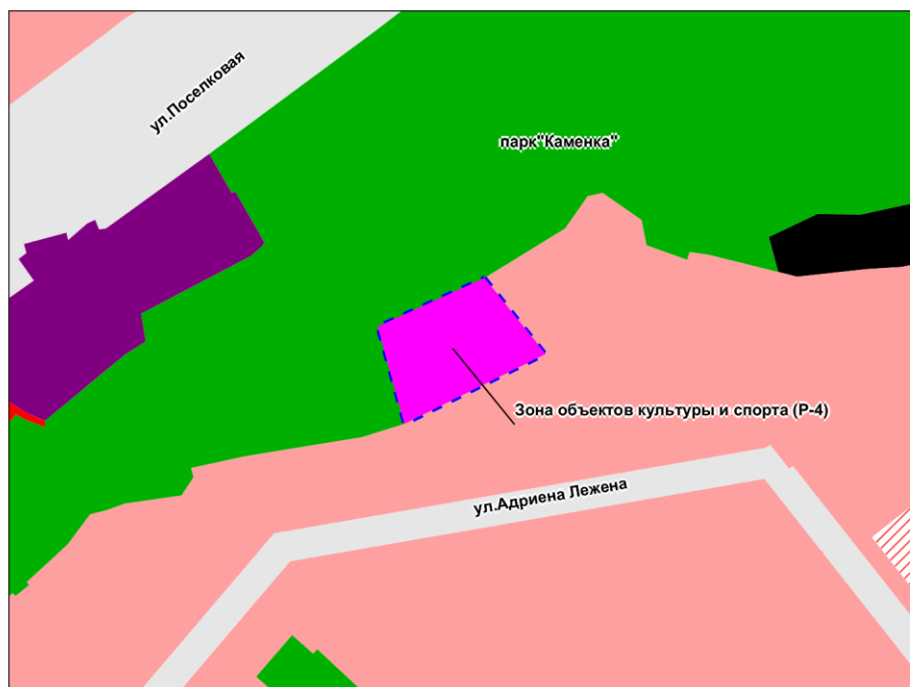 ул.Поселковая
парк"Каменка"
Зона объектов культуры и спорта (Р-4)
ул.Адриена Лежена